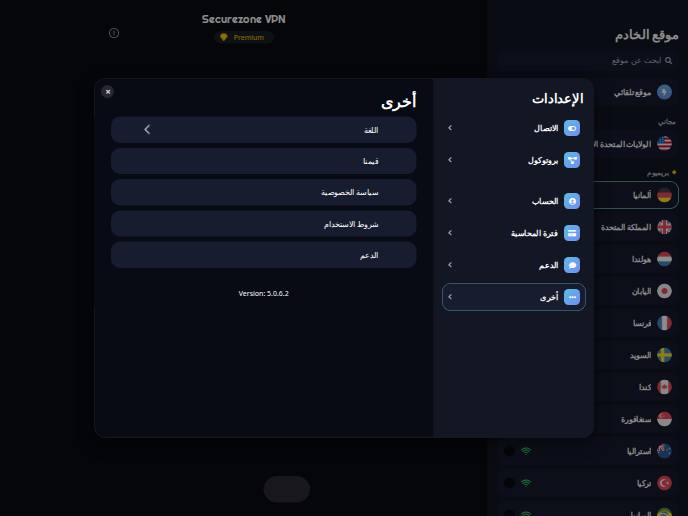 Securezone VPN
Premium
موقع الخادم
ابحث عن موقع
موقع تلقائي
مجاني
الولايات المتحدة
بريميوم
ألمانيا
المملكة المتحدة
هولندا
اليابان
فرنسا
السويد
كندا
سنغافورة
استراليا
تركيا
الإعدادات
الاتصال
بروتوكول
الحساب
فترة المحاسبة
الدعم
أخرى
أخرى
اللغة
قيمنا
سياسة الخصوصية
شروط الاستخدام
الدعم
Version: 5.0.6.2